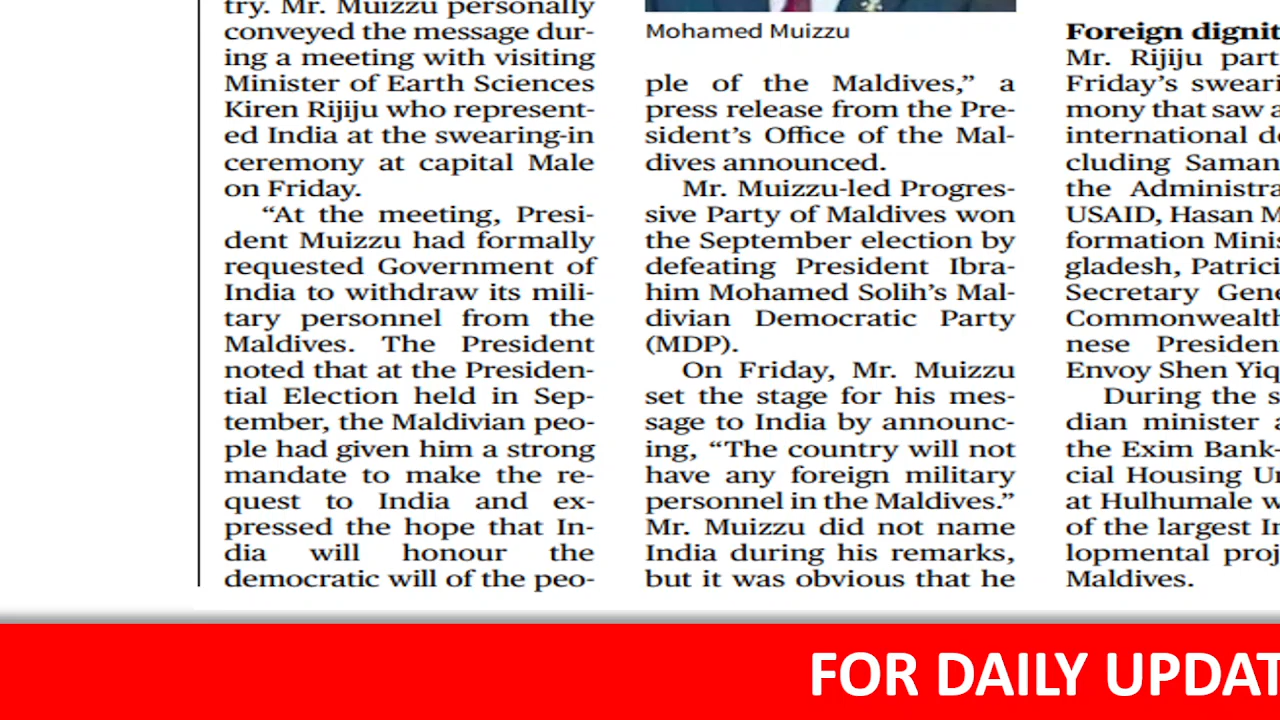 try. Mr. Muizzu personally
conveyed the message dur-
ing a meeting with visiting
Minister of Earth Sciences
Kiren Rijiju who represent-
ed India at the swearing-in
ceremony at capital Male
on Friday.
“At the meeting, Presi-
dent Muizzu had formally
requested Government of
India to withdraw its mili-
tary personnel from the
Maldives. The President
noted that at the Presiden-
tial Election held in Sep-
tember, the Maldivian peo-
ple had given him a strong
mandate to make the re-
quest to India and ex-
pressed the hope that In-
dia will honour the
democratic will of the peo-
Mohamed Muizzu
ple of the Maldives,” a
press release from the Pre-
sident’s Office of the Mal-
dives announced.
Mr. Muizzu-led Progres-
sive Party of Maldives won
the September election by
defeating President Ibra-
him Mohamed Solih’s Mal-
divian Democratic Party
(MDP).
On Friday, Mr. Muizzu
set the stage for his mes-
sage to India by announc-
ing, “The country will not
have any foreign military
personnel in the Maldives.”
Mr. Muizzu did not name
India during his remarks,
but it was obvious that he
Foreign dignit
Mr. Rijiju part
Friday’s sweari
mony that saw a
international de
cluding Saman
the Administra
USAID, Hasan M
formation Minis
gladesh, Patrici
Secretary Gene
Commonwealth
nese President
Envoy Shen Yiq
During the s
dian minister a
the Exim Bank-
cial Housing Un
at Hulhumale w
of the largest In
lopmental proj
Maldives.
FOR DAILY UPDAT